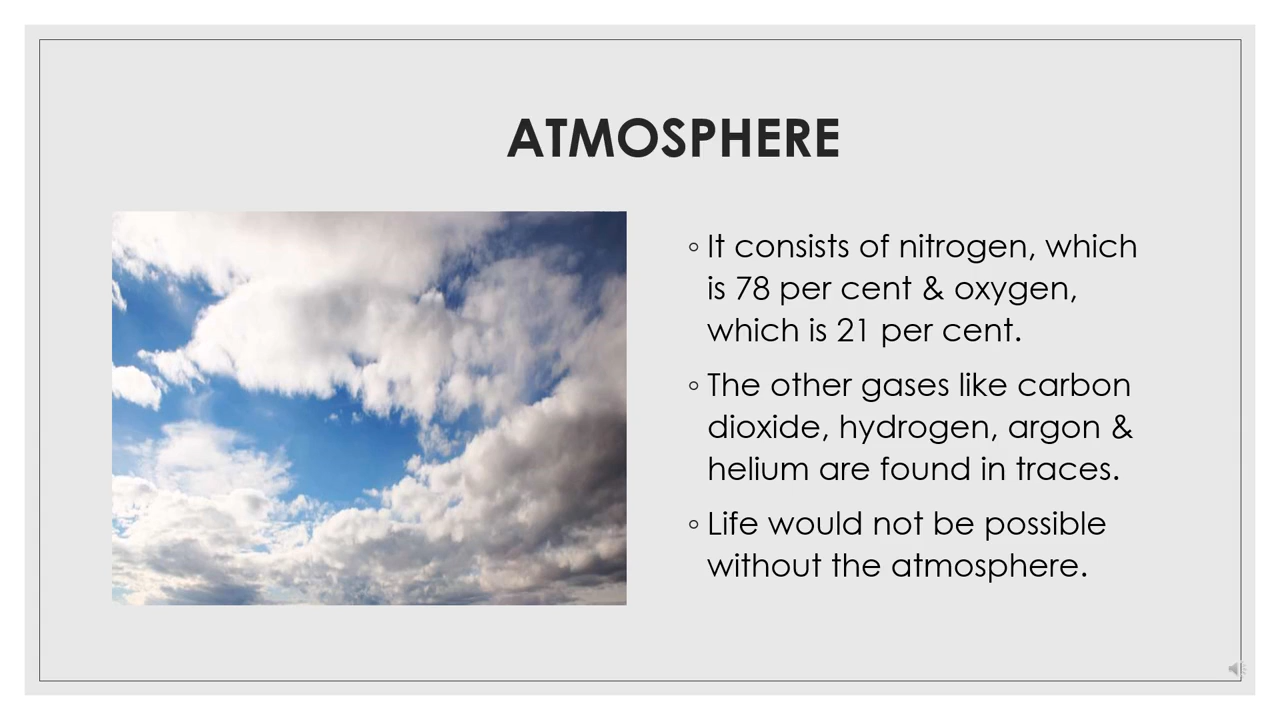 ATMOSPHERE
◦ It consists of nitrogen, which
is 78 per cent & oxygen,
which is 21 per cent.
◦ The other gases like carbon
dioxide, hydrogen, argon &
helium are found in traces.
◦ Life would not be possible
without the atmosphere.